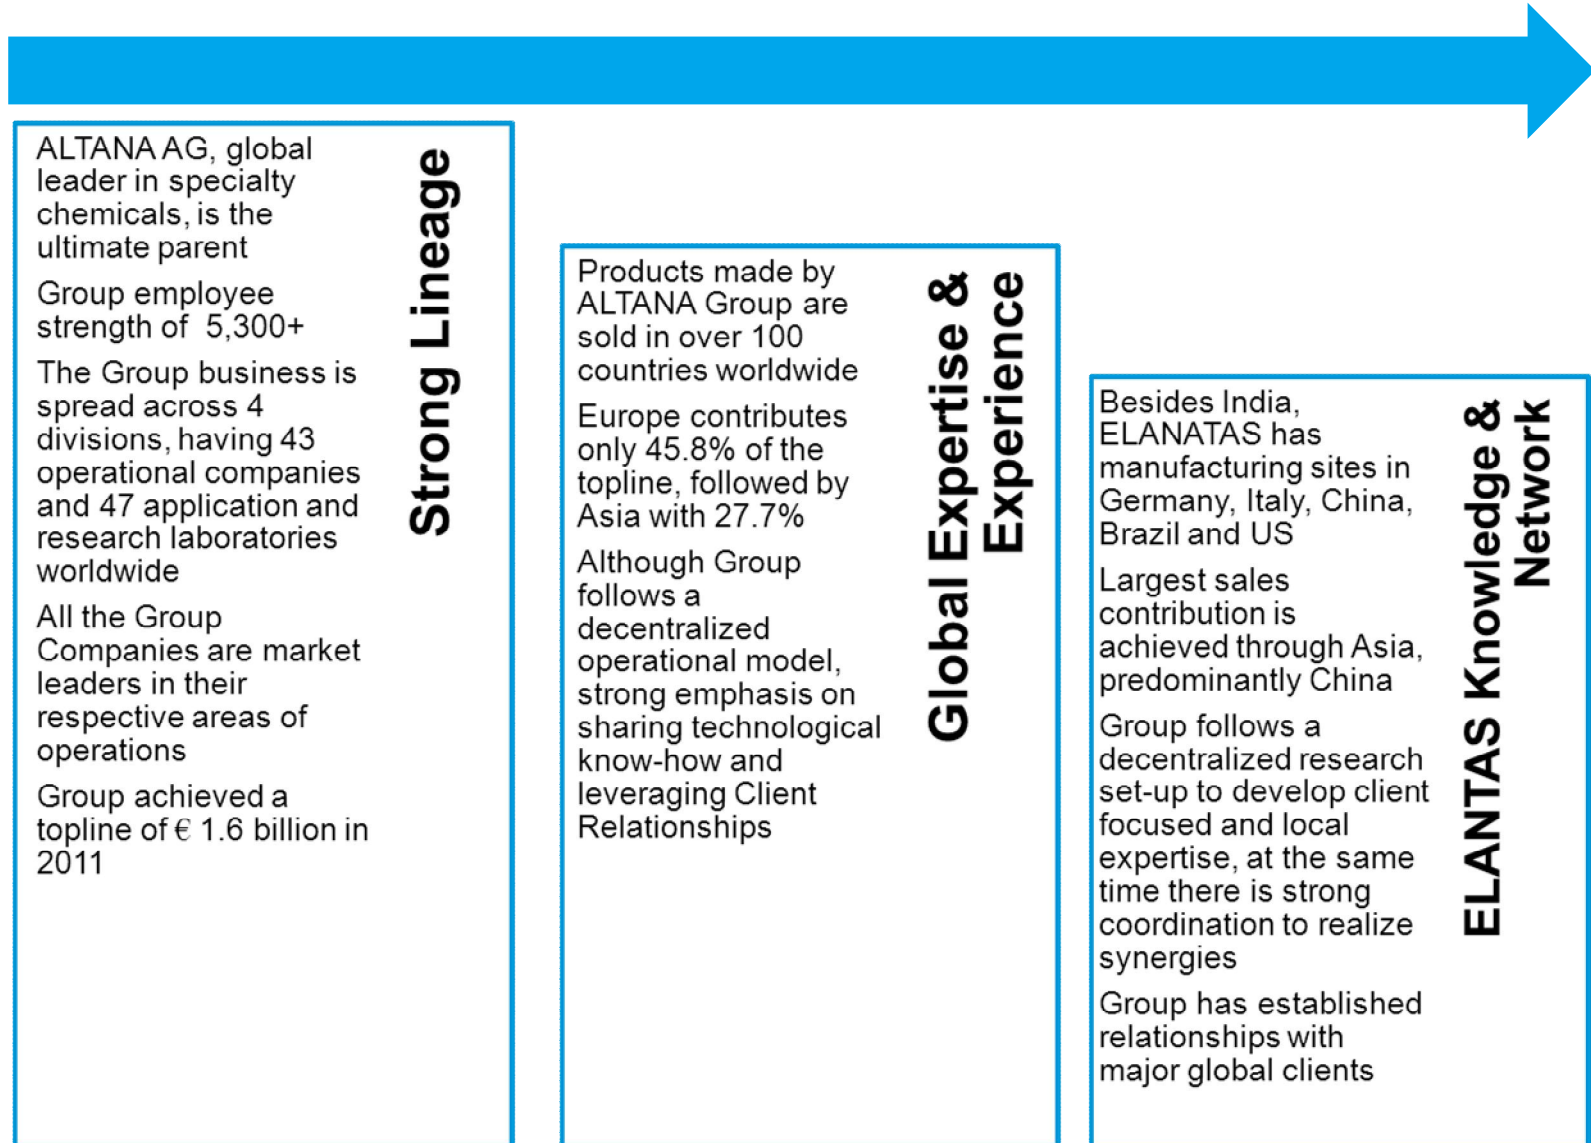 ALTANA AG, global
leader in specialty
chemicals, is the
ultimate parent
Group employee
strength of 5,300+
The Group business is
spread across 4
divisions, having 43
operational companies
and 47 application and
research laboratories
worldwide
All the Group
Companies are market
leaders in their
respective areas of
operations
Group achieved a
topline of € 1.6 billion in
2011
Strong Lineage
Products made by
ALTANA Group are
sold in over 100
countries worldwide
Europe contributes
only 45.8% of the
topline, followed by
Asia with 27.7%
Although Group
follows a
decentralized
operational model,
strong emphasis on
sharing technological
know-how and
leveraging Client
Relationships
Global Expertise &
Experience
Besides India,
ELANATAS has
manufacturing sites in
Germany, Italy, China,
Brazil and US
Largest sales
contribution is
achieved through Asia,
predominantly China
Group follows a
decentralized research
set-up to develop client
focused and local
expertise, at the same
time there is strong
coordination to realize
synergies
Group has established
relationships with
major global clients
ELANTAS Knowledge &
Network